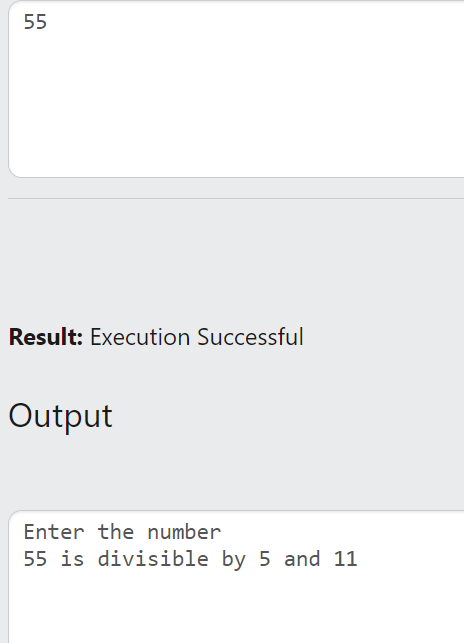 55
Result: Execution Successful
Output
Enter the number
55 is divisible by 5 and 11